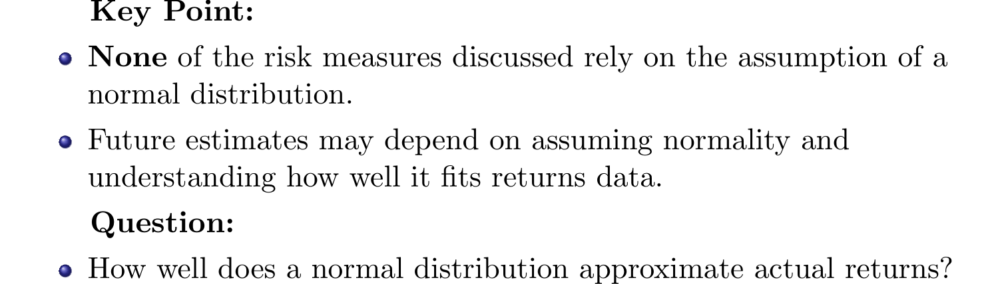 Key Point:
None of the risk measures discussed rely on the assumption of a
normal distribution.
Future estimates may depend on assuming normality and
understanding how well it fits returns data.
Question:
How well does a normal distribution approximate actual returns?